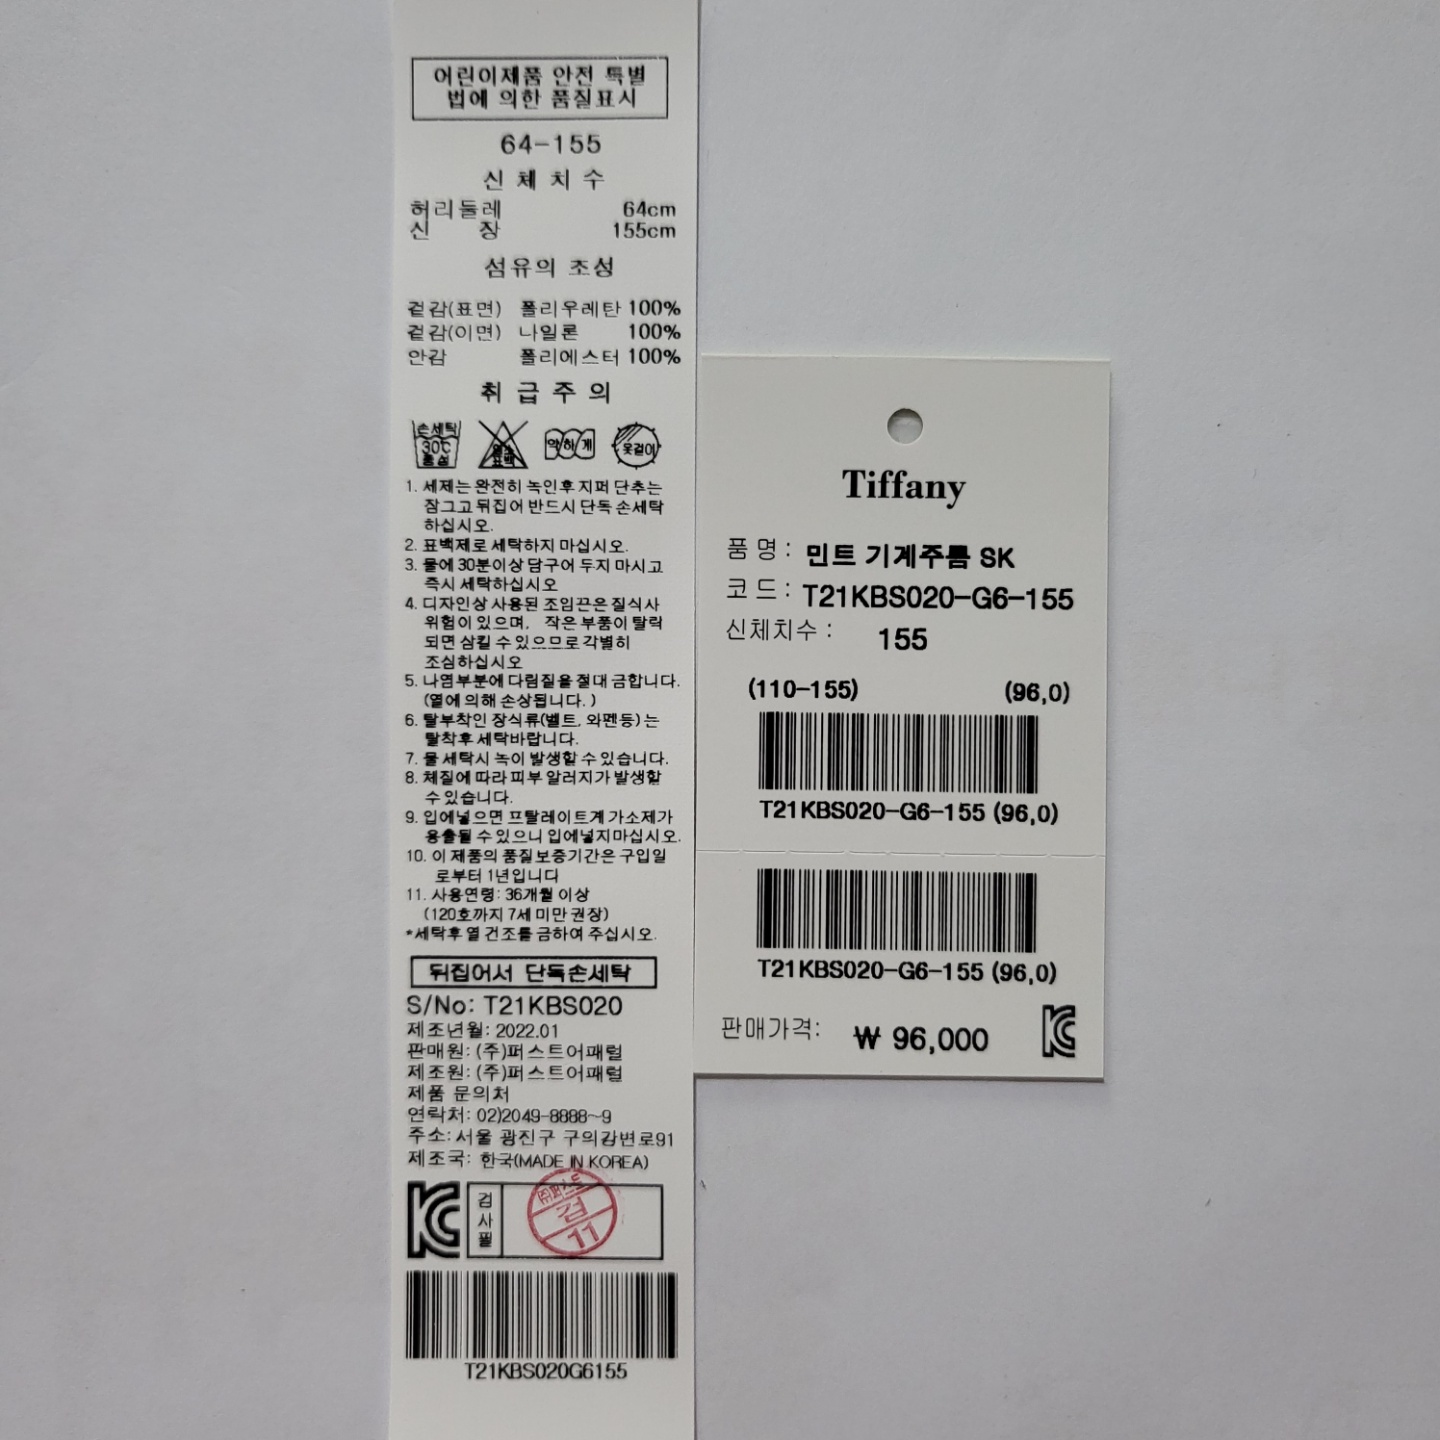 어린이제품 안전 특별
법에 의한 품질표시
64-155
신 체 치 수
허리둘레 64cm
신 장 155cm
섬유의 조성
겉감(표면) 폴리우레탄 100%
겉감(이면) 나일론 100%
안감 폴리에스터 100%
취 급 주 의
손세탁
30℃
중성
염소
표백
약하게
옷걸이
1. 세제는 완전히 녹인후 지퍼 단추는
잠그고 뒤집어 반드시 단독 손세탁
하십시오.
2. 표백제로 세탁하지 마십시오.
3. 물에 30분이상 담구어 두지 마시고
즉시 세탁하십시오
4. 디자인상 사용된 조임끈은 질식사
위험이 있으며, 작은 부품이 탈락
되면 삼킬 수 있으므로 각별히
조심하십시오
5. 나염부분에 다림질을 절대 금합니다.
(열에 의해 손상됩니다. )
6. 탈부착인 장식류(벨트, 와펜등) 는
탈착후 세탁바랍니다.
7. 물 세탁시 녹이 발생할 수 있습니다.
8. 체질에 따라 피부 알러지가 발생할
수 있습니다.
9. 입에넣으면 프탈레이트계 가소제가
용출될 수 있으니 입에넣지마십시오.
10. 이 제품의 품질보증기간은 구입일
로부터 1년입니다
11. 사용연령: 36개월 이상
(120호까지 7세 미만 권장)
*세탁후 열 건조를 금하여 주십시오.
뒤집어서 단독손세탁
S/No: T21KBS020
제조년월: 2022.01
판매원: (주)퍼스트어패럴
제조원: (주)퍼스트어패럴
제품 문의처
연락처: 02)2049-8888~9
주소: 서울 광진구 구의강변로91
제조국: 한국(MADE IN KOREA)
KC
검사필
㈜퍼스트
검
11
T21KBS020G6155
Tiffany
품 명 : 민트 기계주름 SK
코 드 : T21KBS020-G6-155
신체치수 : 155
(110-155) (96,0)
T21KBS020-G6-155 (96,0)
T21KBS020-G6-155 (96,0)
판매가격: ₩ 96,000
KC